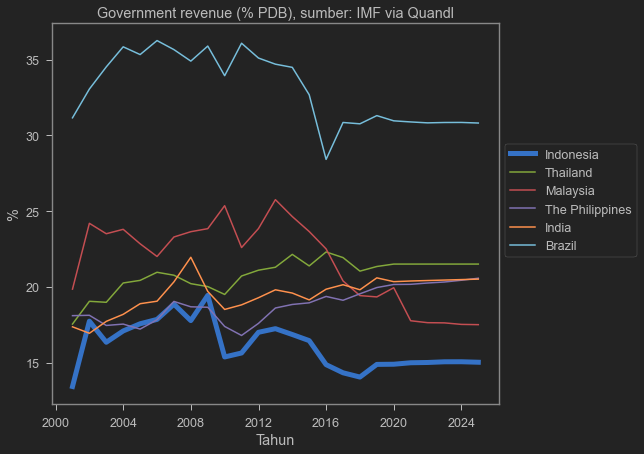 Government revenue (% PDB), sumber: IMF via Quandl
35
30
25
20
15
%
2000
2004
2008
2012
2016
2020
2024
Tahun
Indonesia
Thailand
Malaysia
The Philippines
India
Brazil